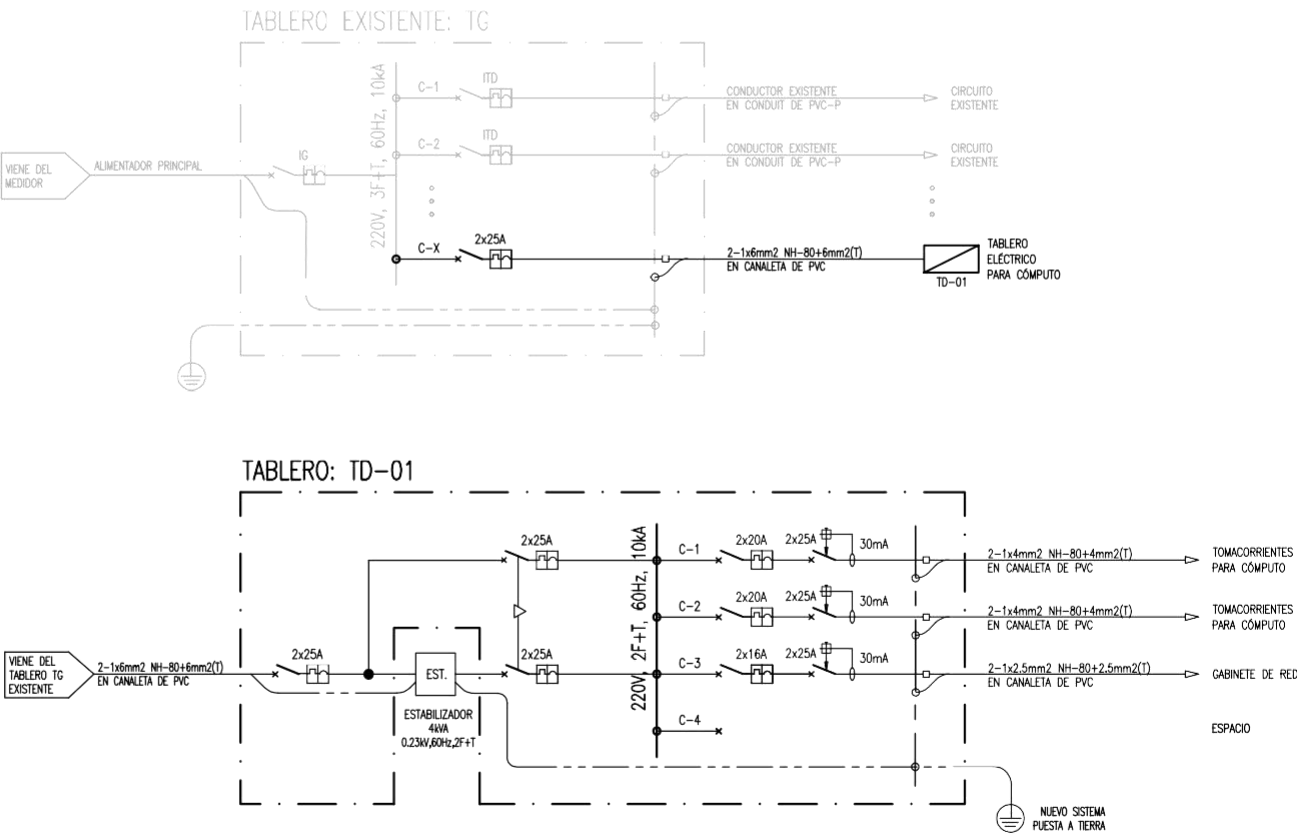 TABLERO EXISTENTE: TG
220V, 3F+T, 60Hz, 10kA
C-1
ITD
CONDUCTOR EXISTENTE
EN CONDUIT DE PVC-P
CIRCUITO
EXISTENTE
C-2
ITD
CONDUCTOR EXISTENTE
EN CONDUIT DE PVC-P
CIRCUITO
EXISTENTE
VIENE DEL
MEDIDOR
ALIMENTADOR PRINCIPAL
IG
C-X
2x25A
2-1x6mm2 NH-80+6mm2(T)
EN CANALETA DE PVC
TD-01
TABLERO
ELÉCTRICO
PARA CÓMPUTO
TABLERO: TD-01
2x25A
220V, 2F+T, 60Hz, 10kA
C-1
2x20A
2x25A
30mA
2-1x4mm2 NH-80+4mm2(T)
EN CANALETA DE PVC
TOMACORRIENTES
PARA CÓMPUTO
C-2
2x20A
2x25A
30mA
2-1x4mm2 NH-80+4mm2(T)
EN CANALETA DE PVC
TOMACORRIENTES
PARA CÓMPUTO
VIENE DEL
TABLERO TG
EXISTENTE
2-1x6mm2 NH-80+6mm2(T)
EN CANALETA DE PVC
2x25A
EST.
ESTABILIZADOR
4kVA
0.23kV,60Hz,2F+T
2x25A
C-3
2x16A
2x25A
30mA
2-1x2.5mm2 NH-80+2.5mm2(T)
EN CANALETA DE PVC
GABINETE DE RED
C-4
ESPACIO
NUEVO SISTEMA
PUESTA A TIERRA